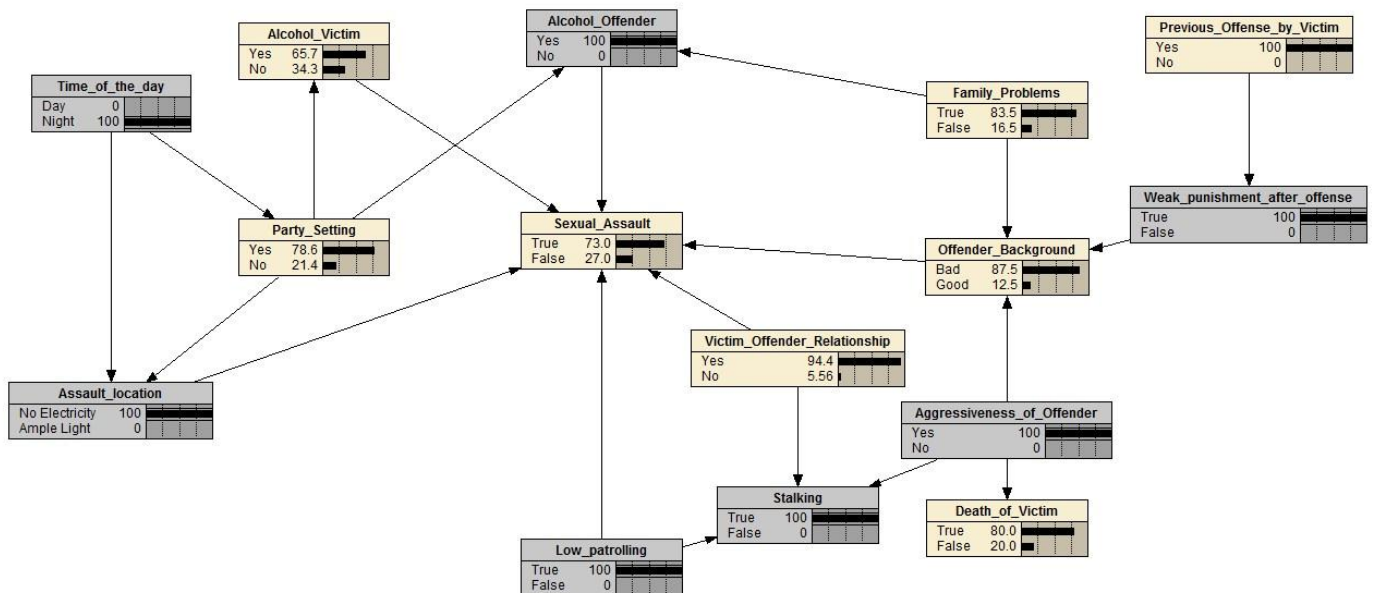 Alcohol_Offender
Yes 100
No 0
Previous_Offense_by_Victim
Yes 100
No 0
Alcohol_Victim
Yes 65.7
No 34.3
Time_of_the_day
Day 0
Night 100
Family_Problems
True 83.5
False 16.5
Weak_punishment_after_offense
True 100
False 0
Party_Setting
Yes 78.6
No 21.4
Sexual_Assault
True 73.0
False 27.0
Offender_Background
Bad 87.5
Good 12.5
Victim_Offender_Relationship
Yes 94.4
No 5.56
Assault_location
No Electricity 100
Ample Light 0
Aggressiveness_of_Offender
Yes 100
No 0
Stalking
True 100
False 0
Death_of_Victim
True 80.0
False 20.0
Low_patrolling
True 100
False 0